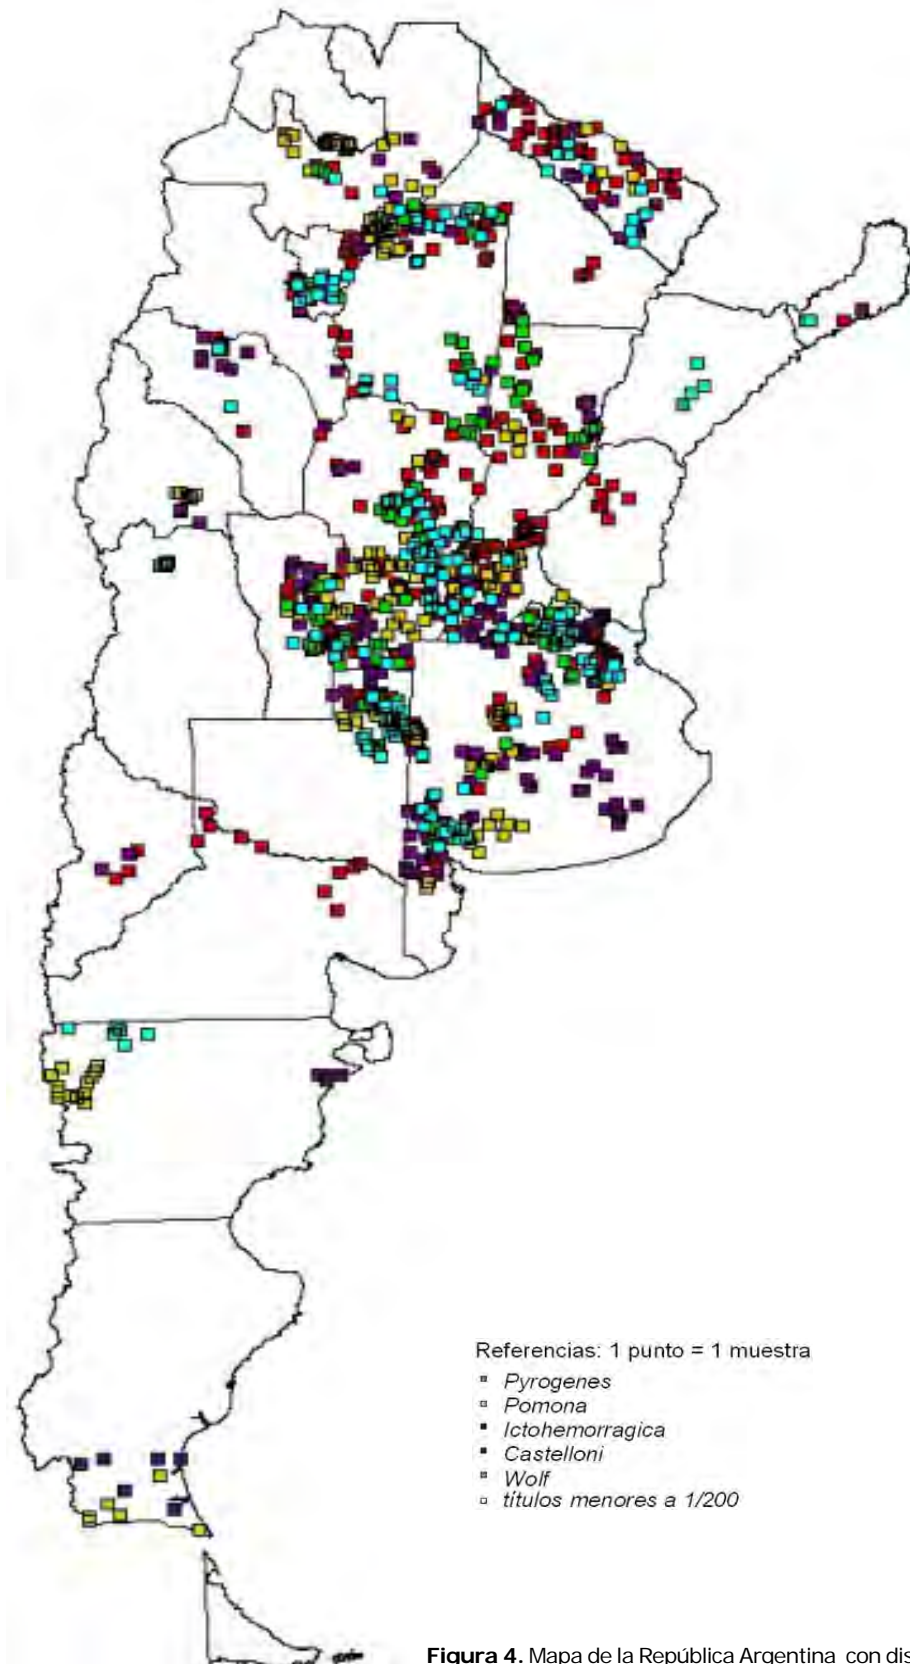 Referencias: 1 punto = 1 muestra
Pyrogenes
Pomona
Ictohemorragica
Castelloni
Wolf
títulos menores a 1/200
Figura 4. Mapa de la República Argentina con dis